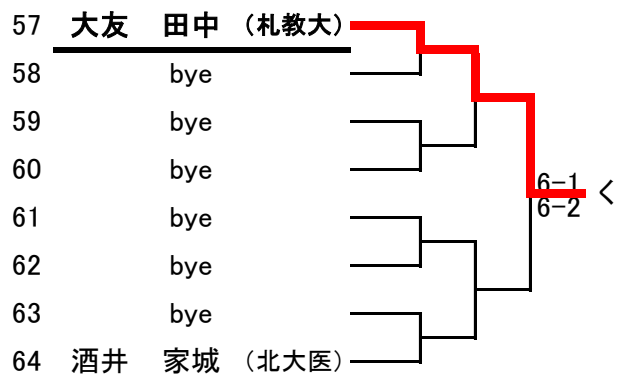 57 大友 田中 (札教大)
58 bye
59 bye
60 bye
6-1 く
6-2
61 bye
62 bye
63 bye
64 酒井 家城 (北大医)